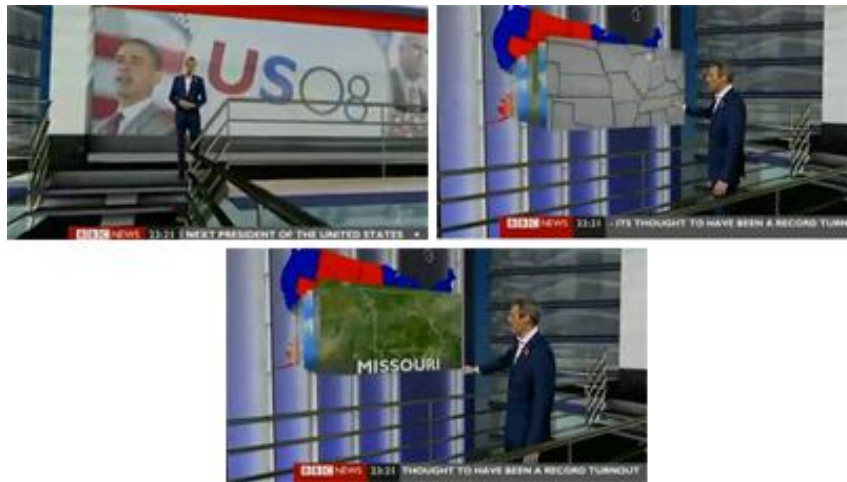 US08
BBC NEWS 23:21 NEXT PRESIDENT OF THE UNITED STATES
BBC NEWS 23:21 - ITS THOUGHT TO HAVE BEEN A RECORD TURN
MISSOURI
BBC NEWS 23:21 THOUGHT TO HAVE BEEN A RECORD TURNOUT